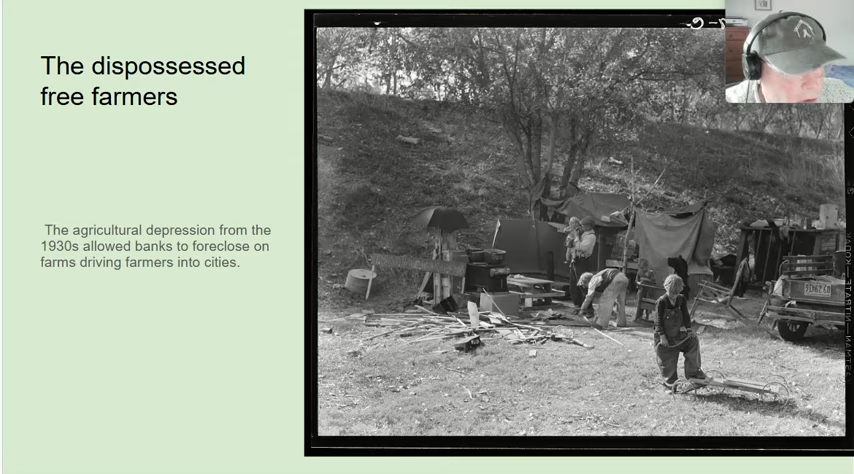 The dispossessed
free farmers
The agricultural depression from the
1930s allowed banks to foreclose on
farms driving farmers into cities.